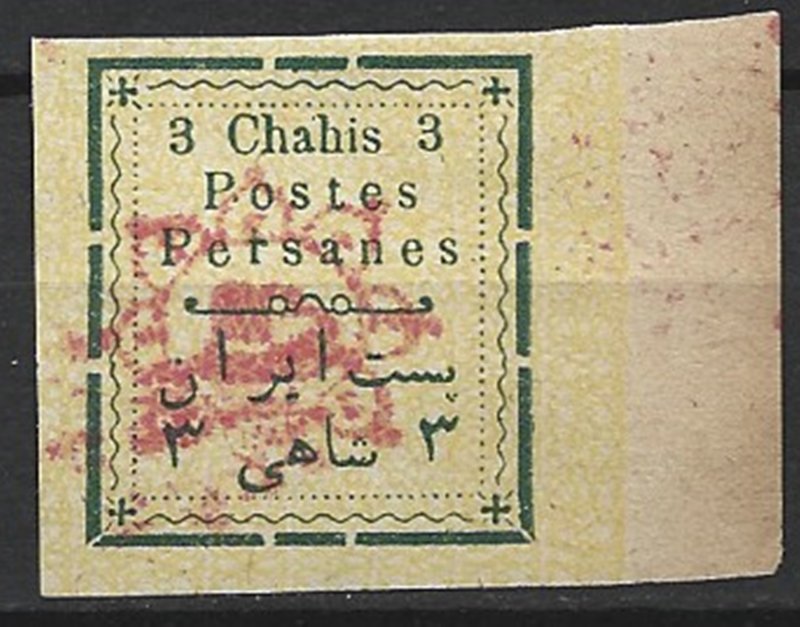 3 Chahis 3
Postes
Persanes
پست ایران
۳ شاهی ۳